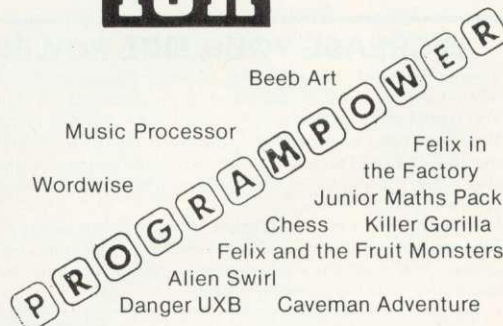 Beeb Art
Music Processor
PROGRAMPOWER
Felix in
the Factory
Wordwise
Junior Maths Pack
Chess Killer Gorilla
Felix and the Fruit Monsters
Alien Swirl
Danger UXB Caveman Adventure